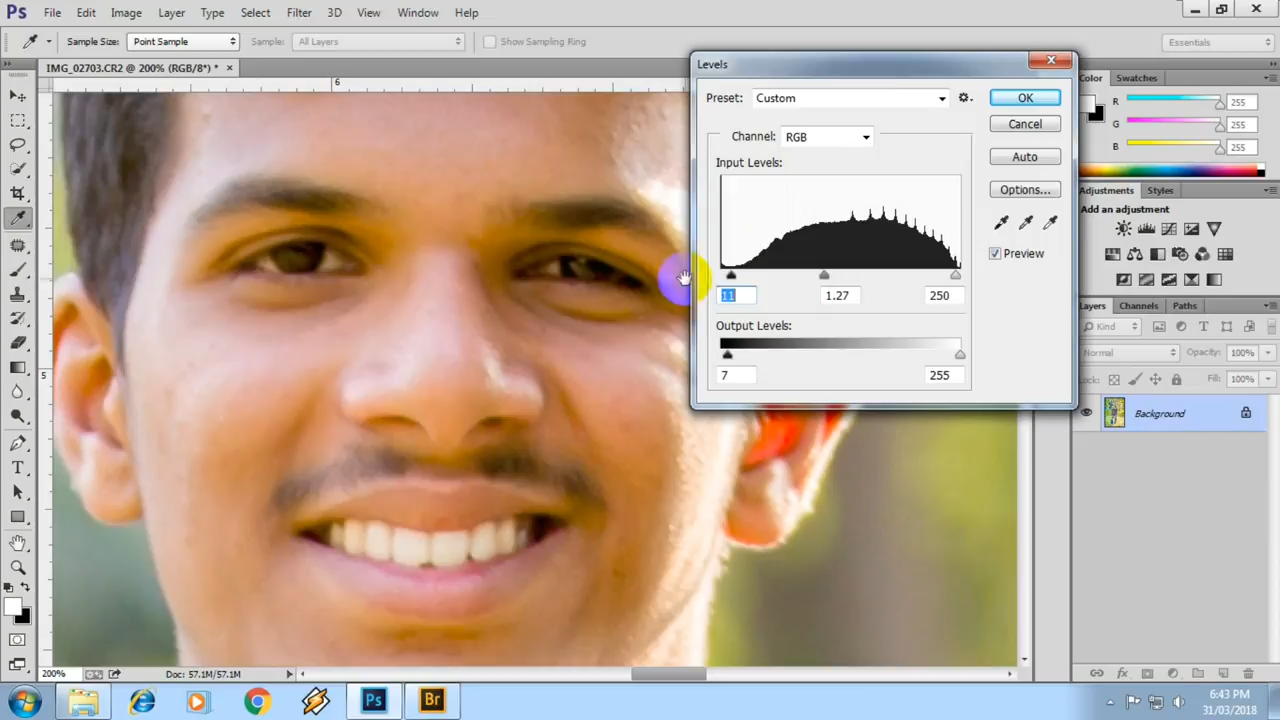 Ps File Edit Image Layer Type Select Filter 3D View Window Help
Sample Size: Point Sample Sample: All Layers Show Sampling Ring Essentials
IMG_02703.CR2 @ 200% (RGB/8*) * ×
6
5
Levels
Preset: Custom
OK
Channel: RGB
Cancel
Input Levels:
Auto
Options...
Preview
11 1.27 250
Output Levels:
7 255
Color Swatches
R 255
G 255
B 255
Adjustments Styles
Add an adjustment
Layers Channels Paths
Kind
Normal Opacity: 100%
Lock: Fill: 100%
Background
200% Doc: 57.1M/57.1M
Ps Br
6:43 PM
31/03/2018